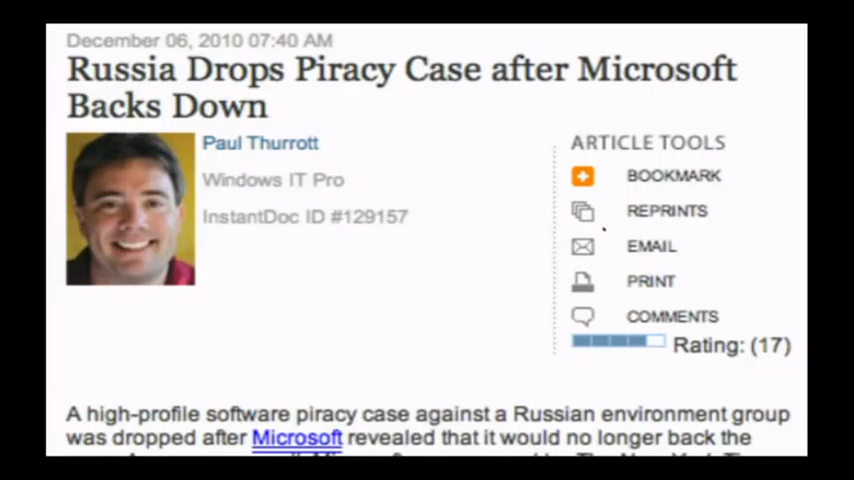 December 06, 2010 07:40 AM
Russia Drops Piracy Case after Microsoft
Backs Down
Paul Thurrott
Windows IT Pro
InstantDoc ID #129157
ARTICLE TOOLS
BOOKMARK
REPRINTS
EMAIL
PRINT
COMMENTS
Rating: (17)
A high-profile software piracy case against a Russian environment group
was dropped after Microsoft revealed that it would no longer back the